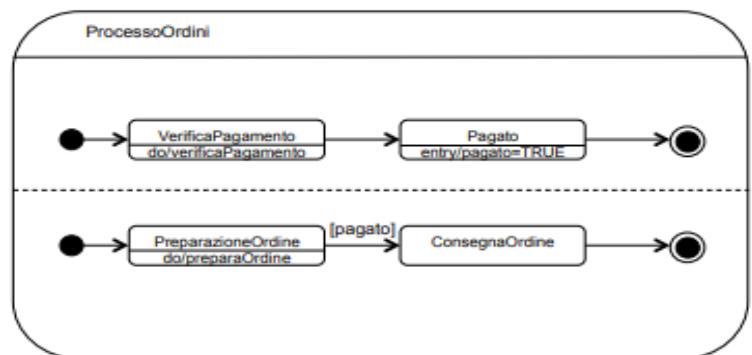 ProcessoOrdini
VerificaPagamento
do/verificaPagamento
Pagato
entry/pagato=TRUE
PreparazioneOrdine
do/preparaOrdine
[pagato]
ConsegnaOrdine